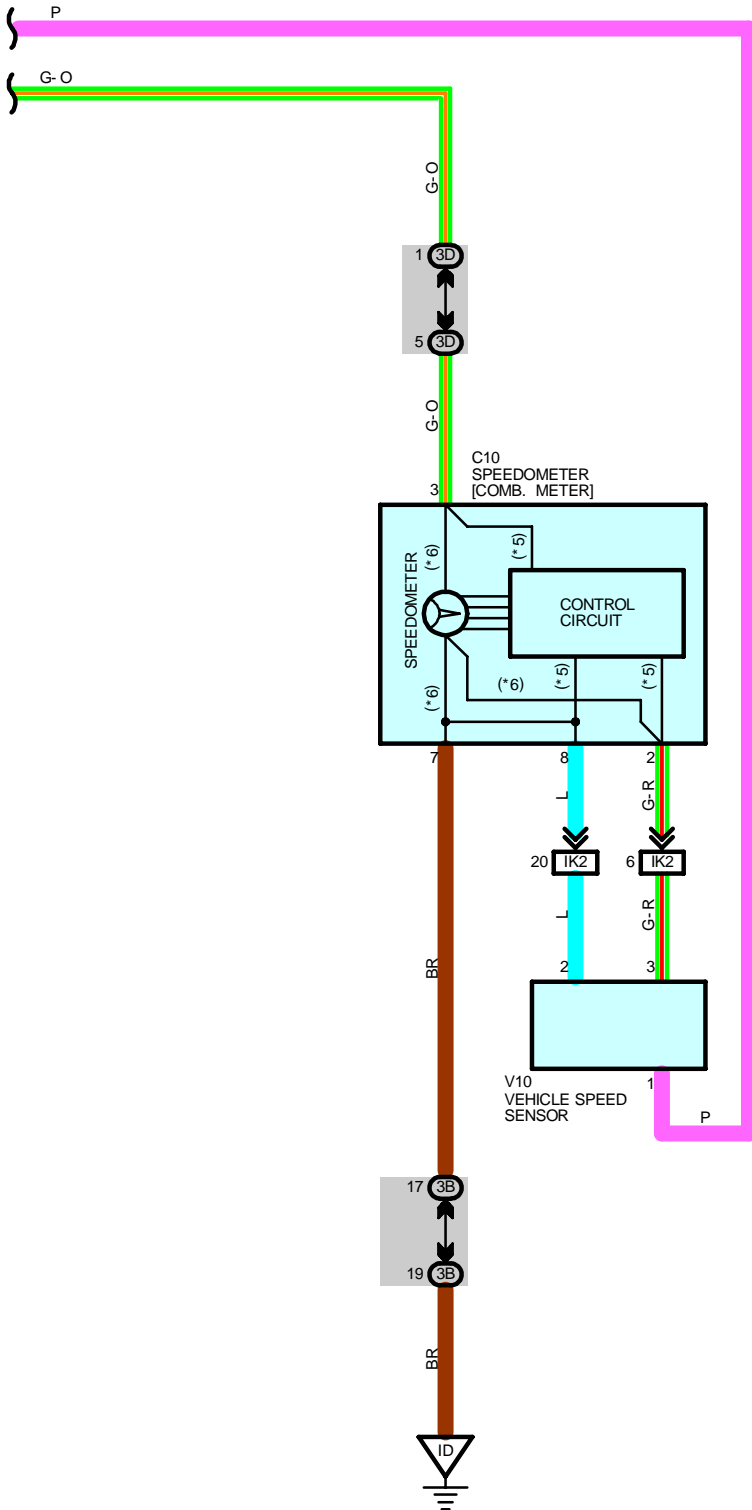 P
G- O
G- O
1 3D
5 3D
G- O
C10
SPEEDOMETER
[COMB. METER]
3
SPEEDOMETER
(* 6)
(* 5)
CONTROL
CIRCUIT
(* 6)
(* 6)
(* 5)
(* 5)
7
8
2
L
G- R
20 IK2
6 IK2
L
G- R
BR
2
3
V10
VEHICLE SPEED
SENSOR
1
P
17 3B
19 3B
BR
ID